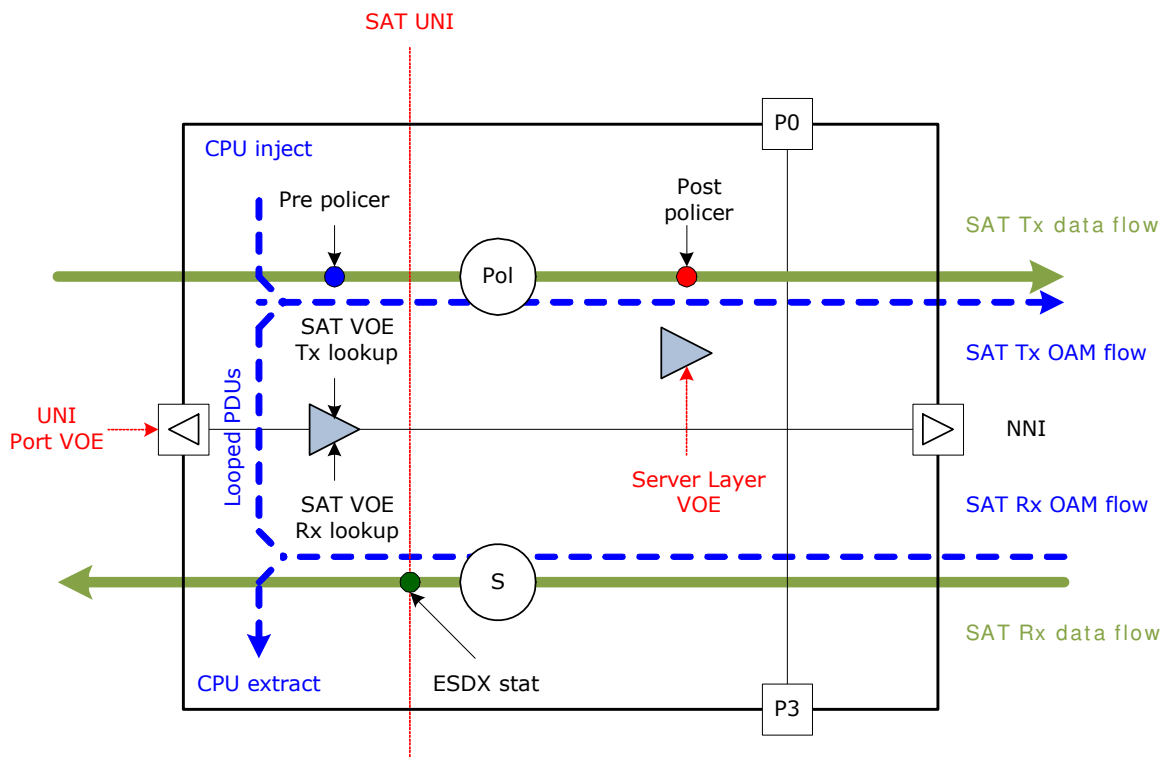 SAT UNI
P0
CPU inject
Pre policer
Post
policer
SAT Tx data flow
Pol
SAT VOE
Tx lookup
SAT Tx OAM flow
Looped PDUs
UNI
Port VOE
NNI
Server Layer
VOE
SAT VOE
Rx lookup
SAT Rx OAM flow
S
SAT Rx data flow
CPU extract
ESDX stat
P3